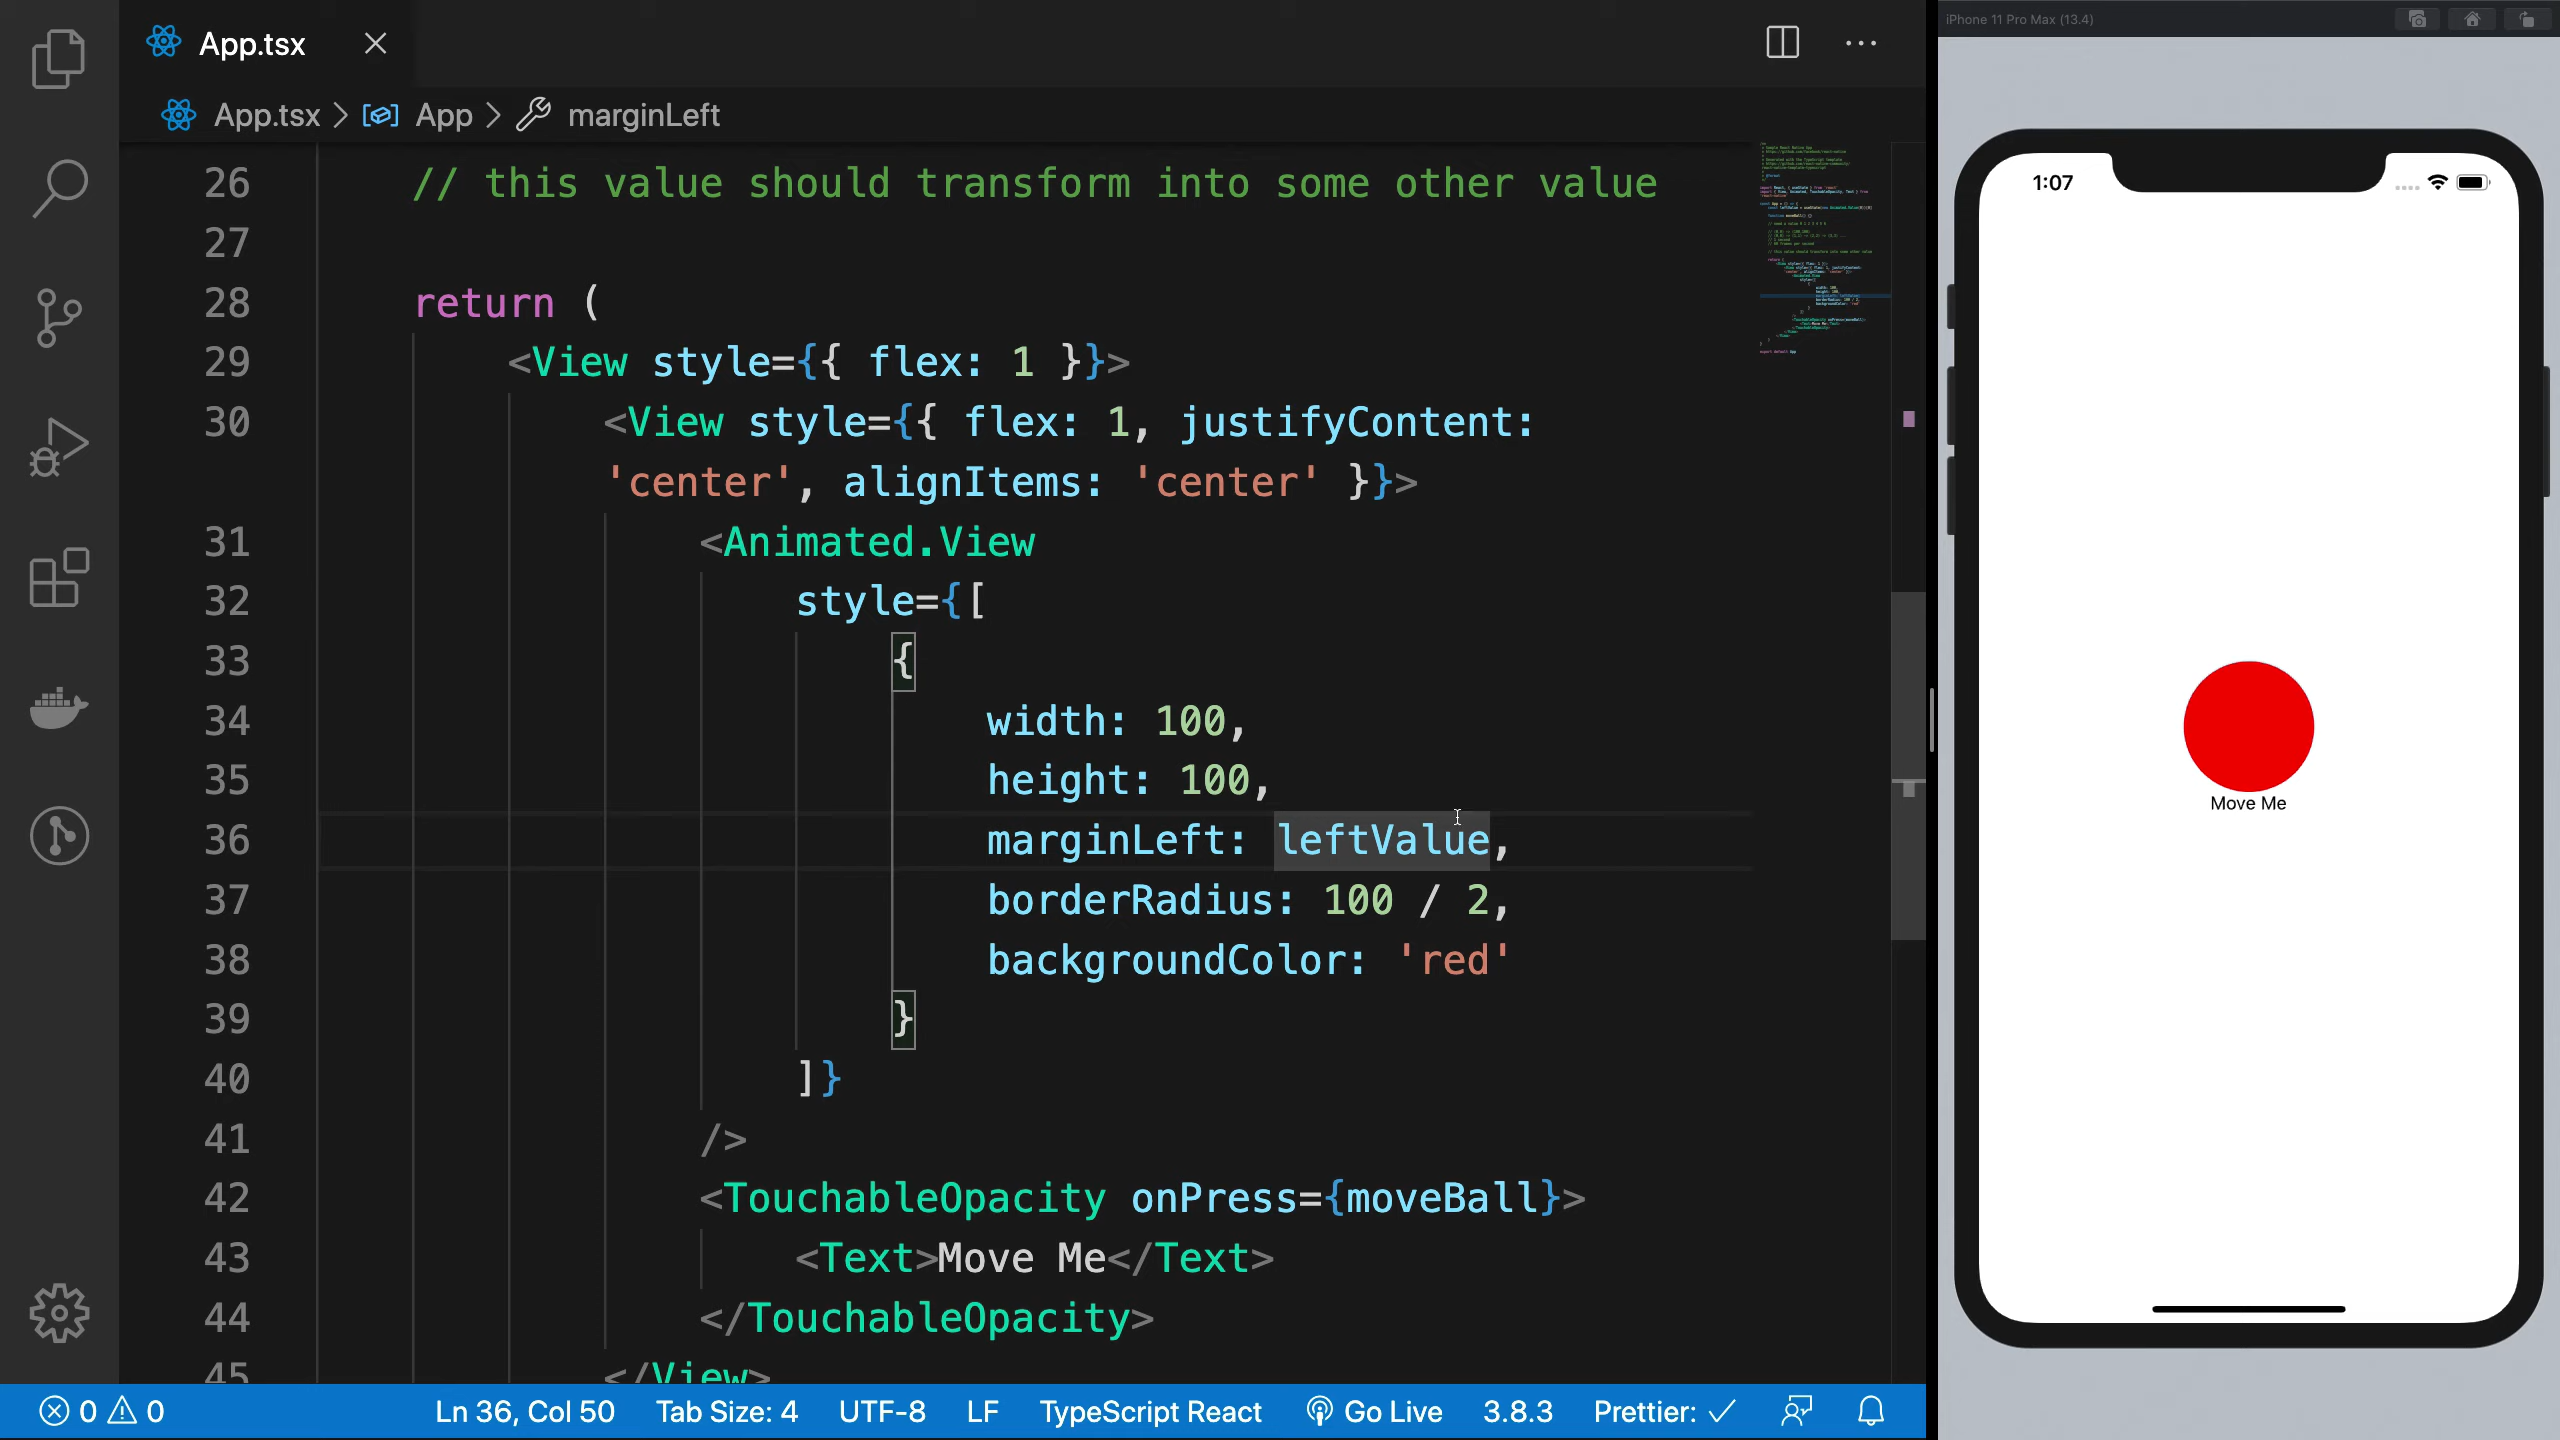 App.tsx
App.tsx > App > marginLeft
26 // this value should transform into some other value
27
28 return (
29 <View style={{ flex: 1 }}>
30 <View style={{ flex: 1, justifyContent:
'center', alignItems: 'center' }}>
31 <Animated.View
32 style={[
33 {
34 width: 100,
35 height: 100,
36 marginLeft: leftValue,
37 borderRadius: 100 / 2,
38 backgroundColor: 'red'
39 }
40 ]}
41 />
42 <TouchableOpacity onPress={moveBall}>
43 <Text>Move Me</Text>
44 </TouchableOpacity>
45 </View>
0 0 Ln 36, Col 50 Tab Size: 4 UTF-8 LF TypeScript React Go Live 3.8.3 Prettier: ✓
iPhone 11 Pro Max (13.4)
1:07
Move Me